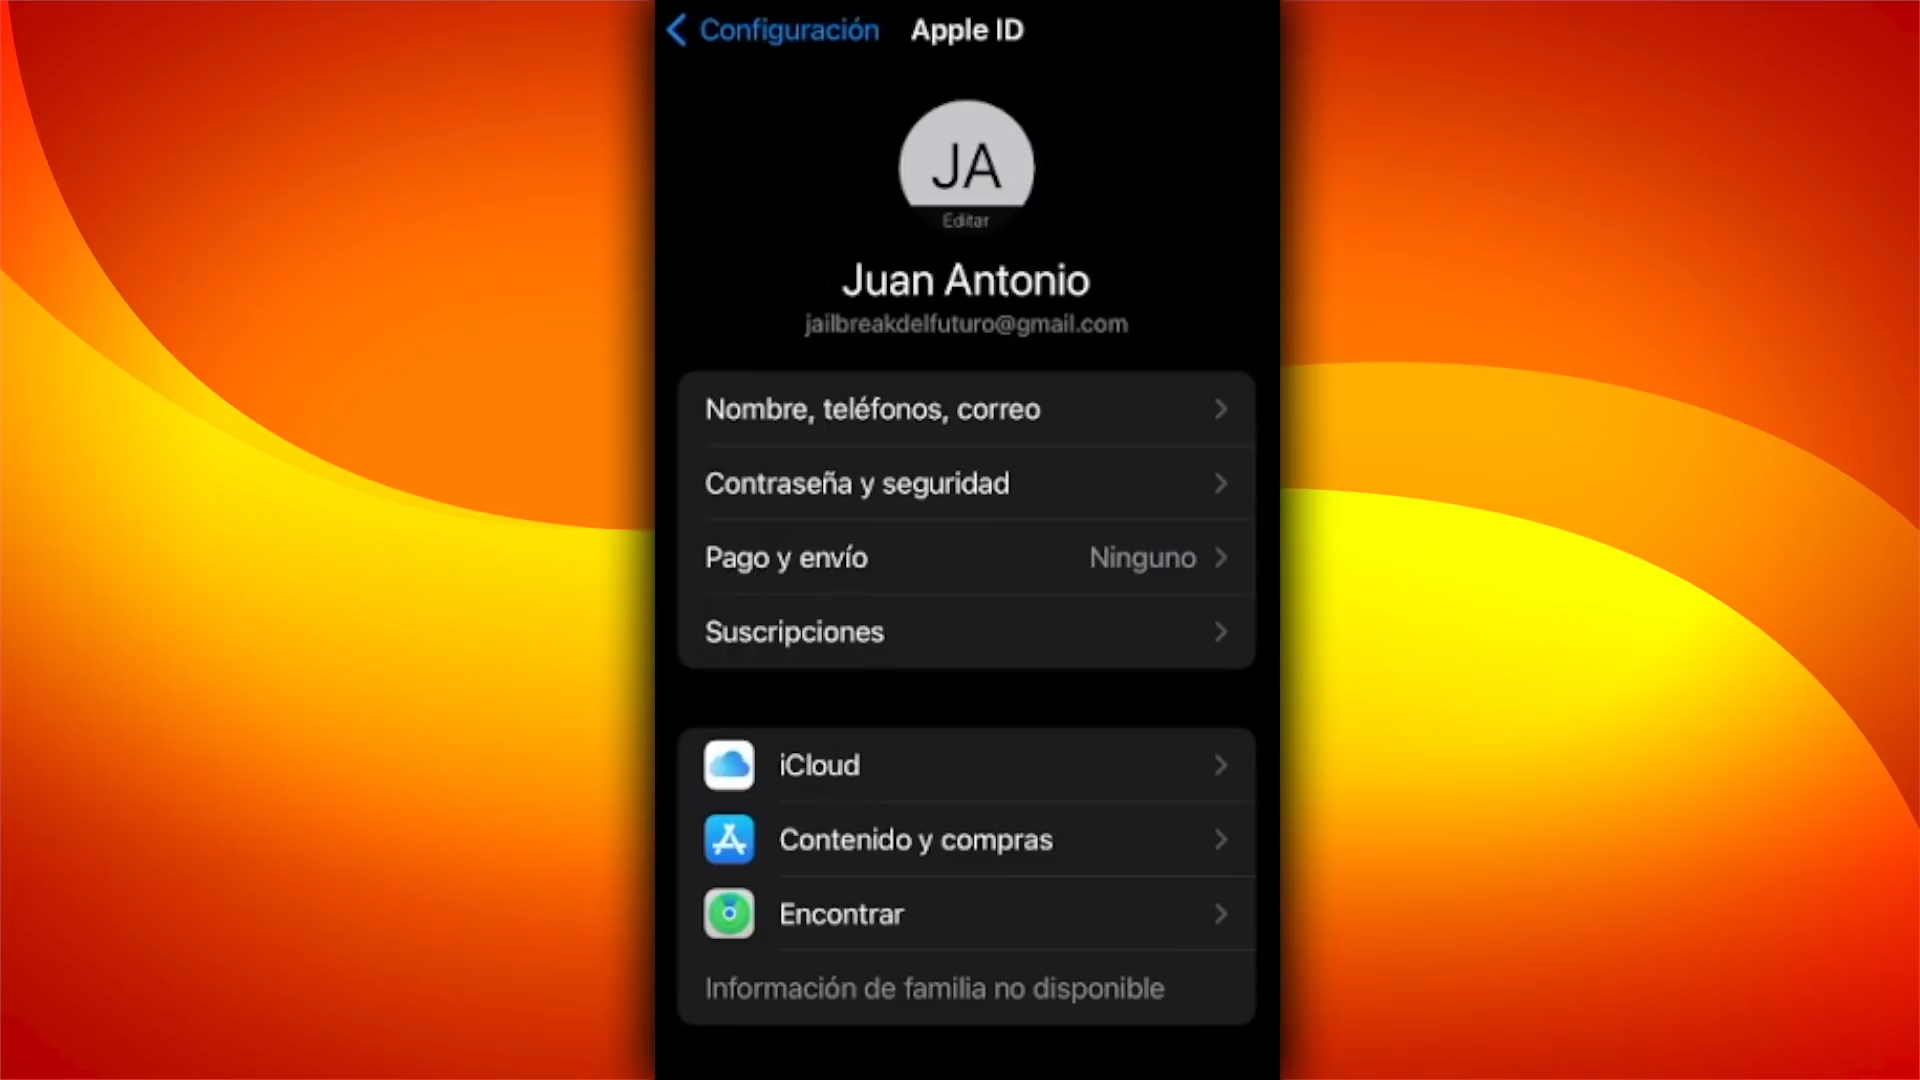 Configuración Apple ID
JA
Editar
Juan Antonio
jailbreakdelfuturo@gmail.com
Nombre, teléfonos, correo
Contraseña y seguridad
Pago y envío Ninguno
Suscripciones
iCloud
Contenido y compras
Encontrar
Información de familia no disponible